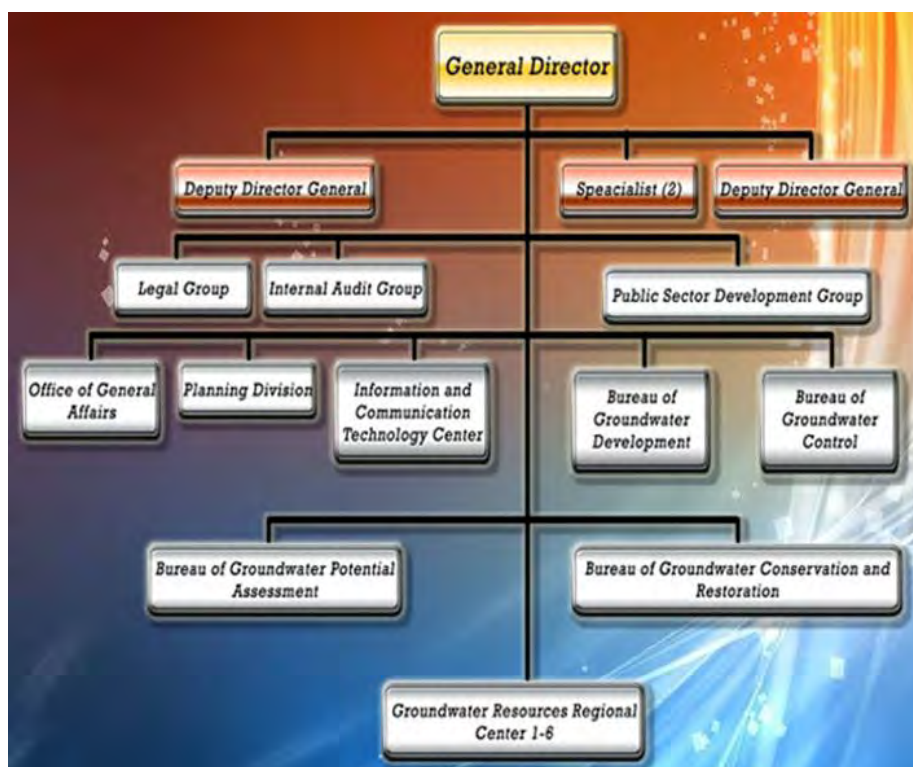 General Director
Deputy Director General
Speacialist (2)
Deputy Director General
Legal Group
Internal Audit Group
Public Sector Development Group
Office of General
Affairs
Planning Division
Information and
Communication
Technology Center
Bureau of
Groundwater
Development
Bureau of
Groundwater
Control
Bureau of Groundwater Potential
Assessment
Bureau of Groundwater Conservation and
Restoration
Groundwater Resources Regional
Center 1-6